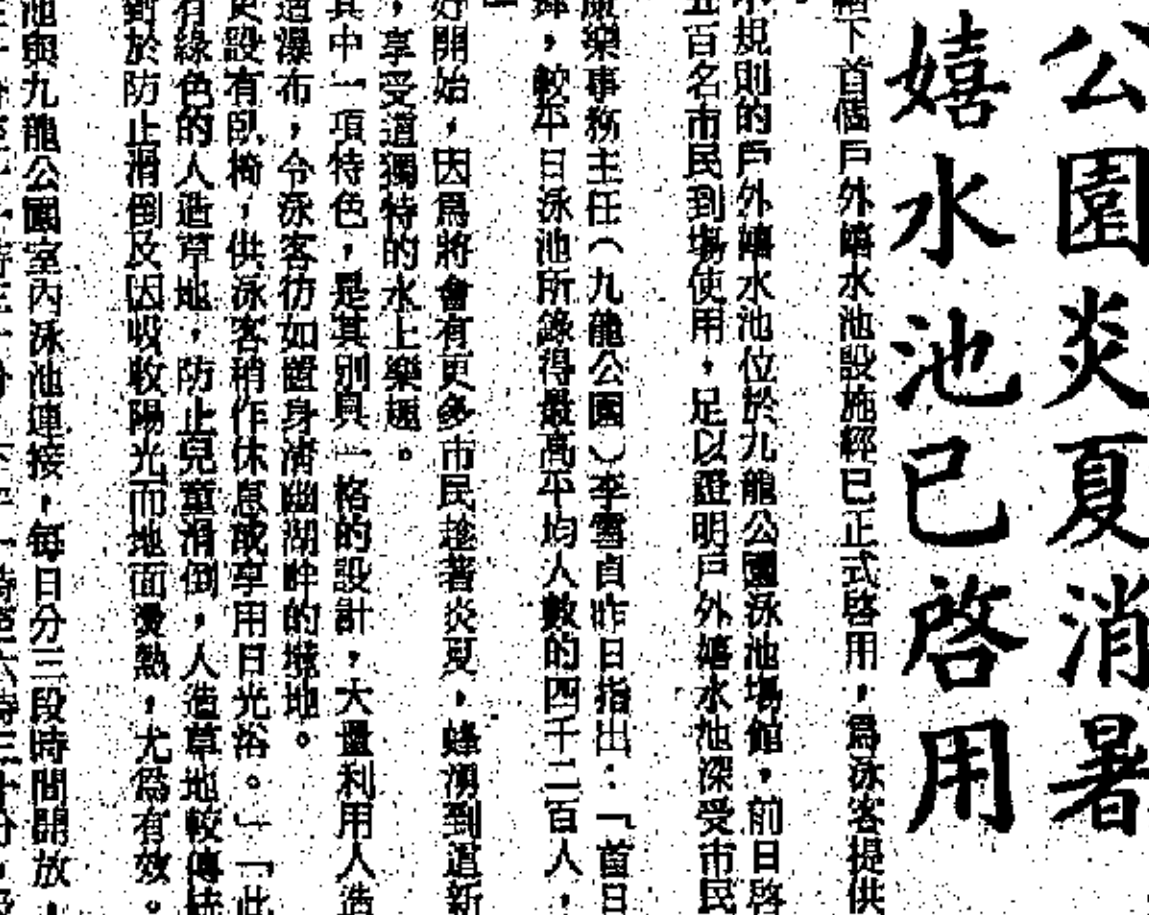 公園炎夏消暑
嬉水池已啓用
轄下首個戶外嬉水池設施經已正式啓用，爲泳客提供
不規則的戶外嬉水池位於九龍公園泳池場館，前日啓
五百名市民到場使用，足以證明戶外嬉水池深受市民
康樂事務主任（九龍公園）李雪貞昨日指出：「首日
，較平日泳池所錄得最高平均人數的四千二百人，
好開始，因爲將會有更多市民趁著炎夏，蜂湧到這新
，享受這獨特的水上樂趣。
其中一項特色，是其別具一格的設計，大量利用人造
造瀑布，令泳客彷如置身清幽湖畔的境地。
更設有臥椅，供泳客稍作休息或享用日光浴。」「此
有綠色的人造草地，防止兒童滑倒，人造草地較傳統
對於防止滑倒及因吸收陽光而地面燙熱，尤爲有效。
池與九龍公園室內泳池連接，每日分三段時間開放，
下午一時至六時三十分，